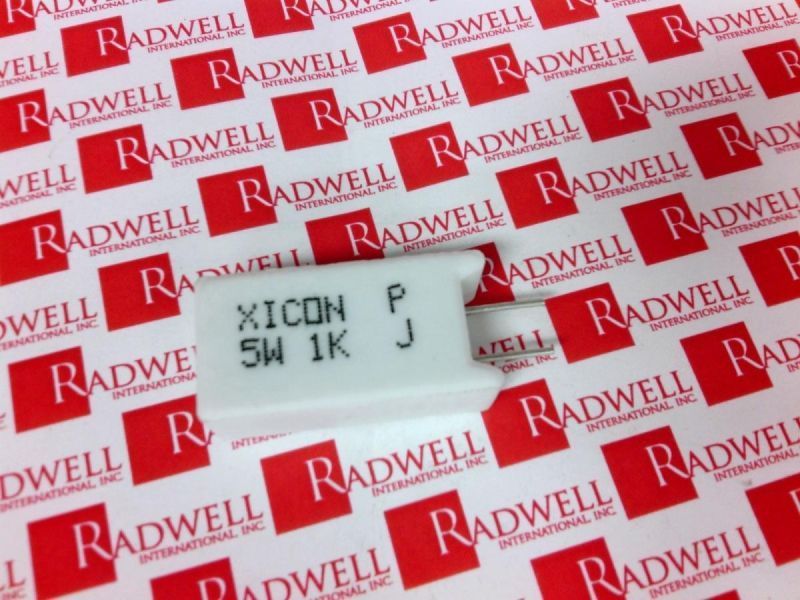 XICON P
5W 1K J
RADWELL
INTERNATIONAL, INC.